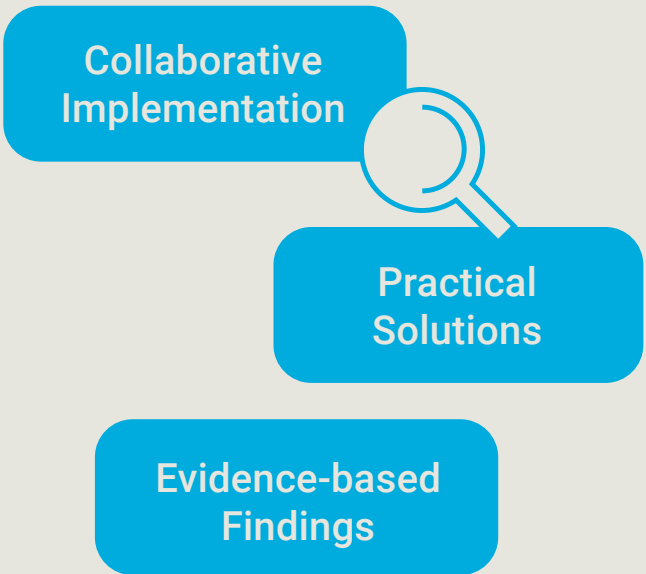 Collaborative
Implementation
Practical
Solutions
Evidence-based
Findings